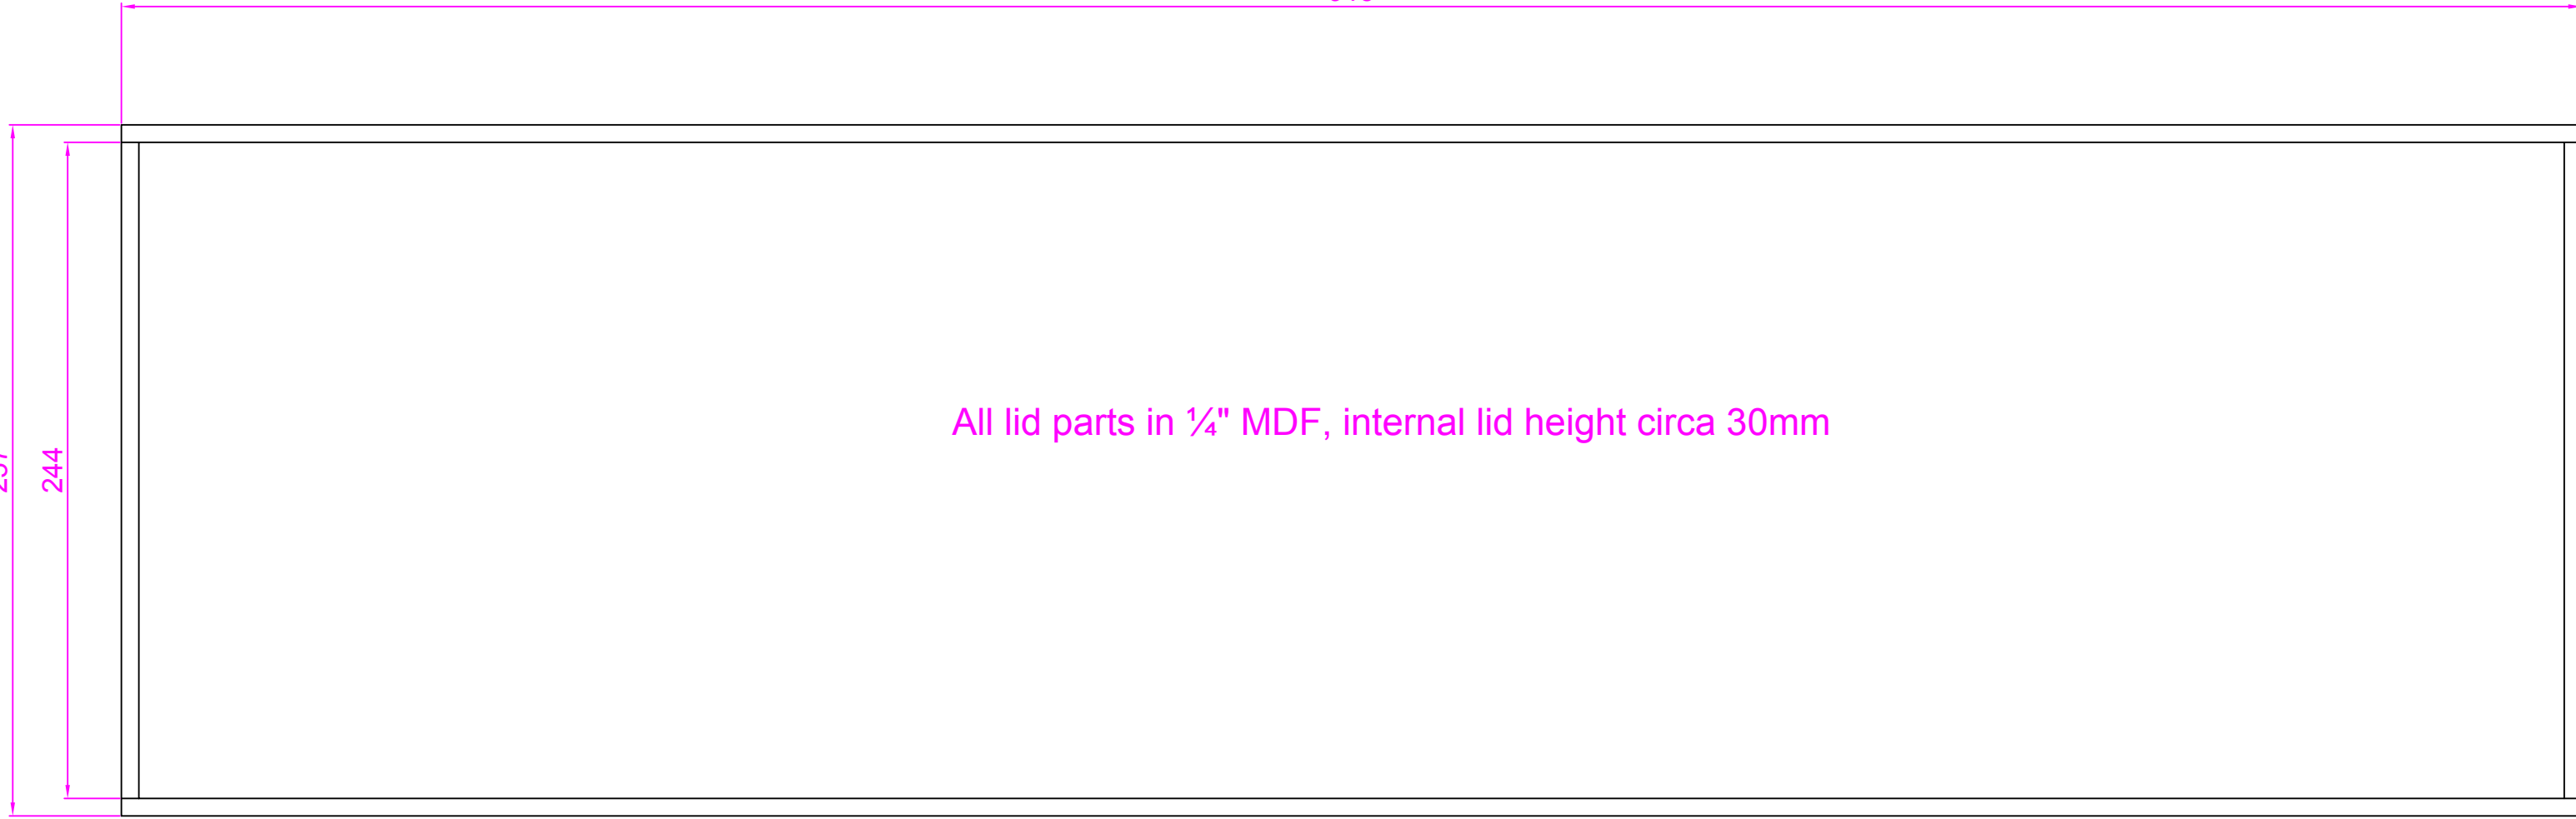 All lid parts in ¼" MDF, internal lid height circa 30mm
244